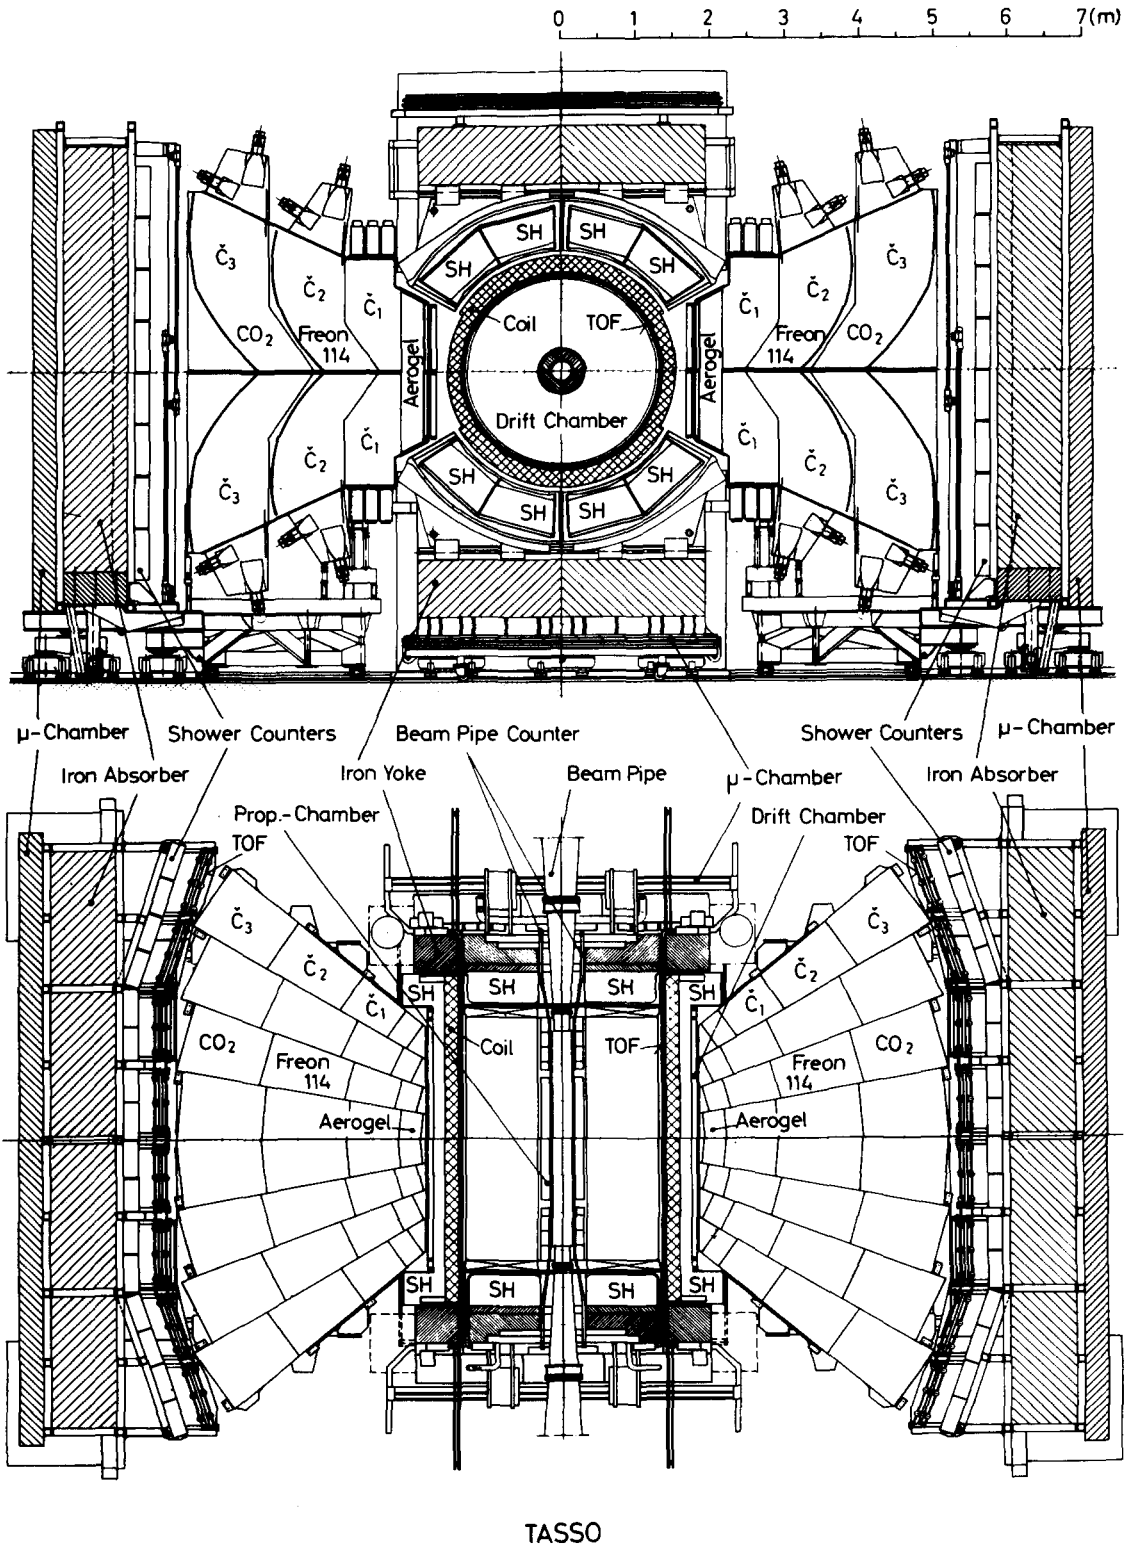 0 1 2 3 4 5 6 7(m)
Č3 Č3
SH SH
Č2 SH SH Č2
Č1 Č1
CO2 Freon 114 Coil TOF Freon 114 CO2
Aerogel Aerogel
Drift Chamber
Č1 Č1
Č2 SH SH Č2
Č3 SH SH Č3
μ-Chamber Shower Counters Beam Pipe Counter Shower Counters μ-Chamber
Iron Absorber Iron Yoke Beam Pipe μ-Chamber Iron Absorber
Prop.-Chamber Drift Chamber
TOF TOF
Č3 Č3
Č2 Č2
SH SH SH SH
Č1 Č1
CO2 Coil TOF CO2
Freon 114 Freon 114
Aerogel Aerogel
SH SH SH SH
TASSO